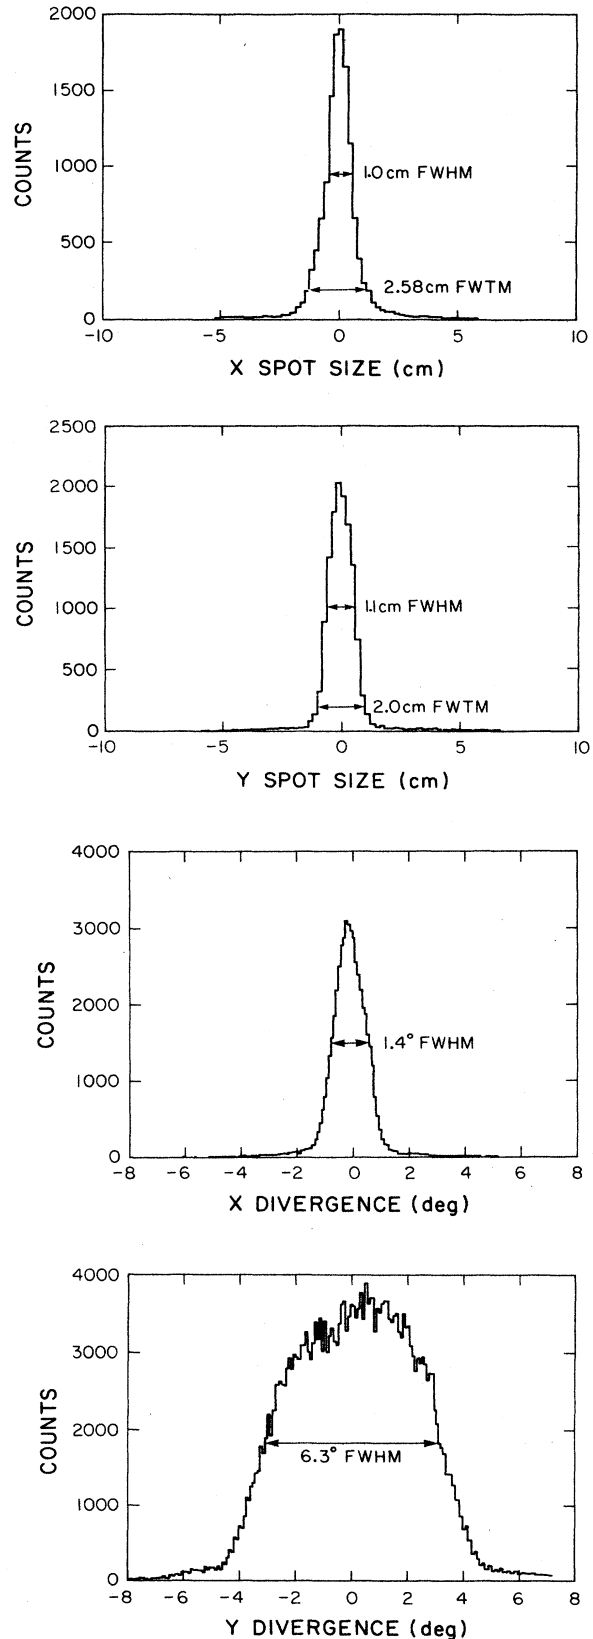 2000
1500
1000
500
0
COUNTS
1.0cm FWHM
2.58cm FWTM
-10 -5 0 5 10
X SPOT SIZE (cm)
2500
2000
1500
1000
500
0
COUNTS
1.1cm FWHM
2.0cm FWTM
-10 -5 0 5 10
Y SPOT SIZE (cm)
4000
3000
2000
1000
0
COUNTS
1.4° FWHM
-8 -6 -4 -2 0 2 4 6 8
X DIVERGENCE (deg)
4000
3000
2000
1000
0
COUNTS
6.3° FWHM
-8 -6 -4 -2 0 2 4 6 8
Y DIVERGENCE (deg)